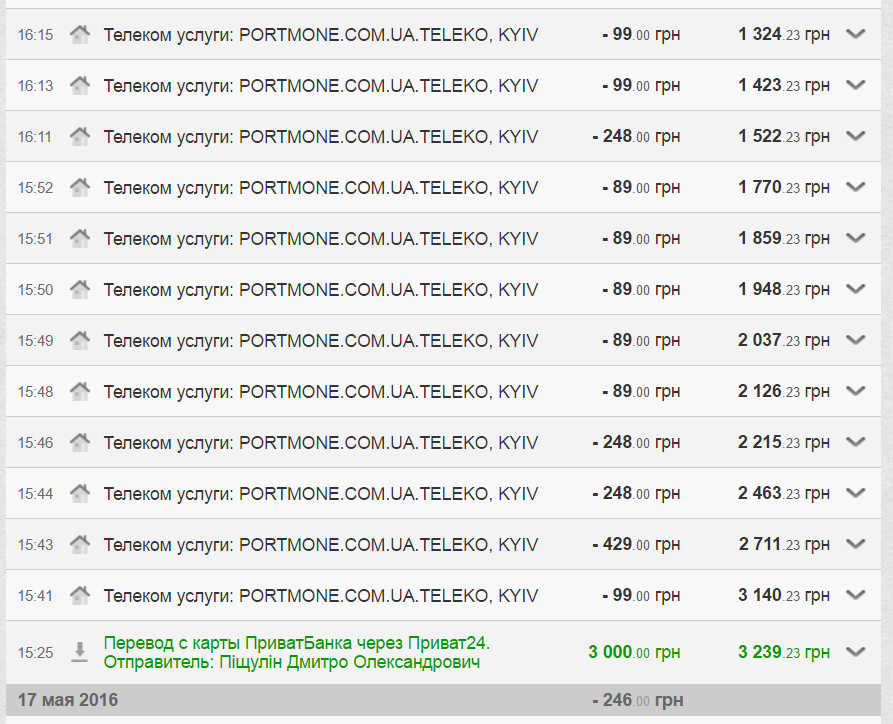 16:15 Телеком услуги: PORTMONE.COM.UA.TELEKO, KYIV - 99.00 грн 1 324.23 грн
16:13 Телеком услуги: PORTMONE.COM.UA.TELEKO, KYIV - 99.00 грн 1 423.23 грн
16:11 Телеком услуги: PORTMONE.COM.UA.TELEKO, KYIV - 248.00 грн 1 522.23 грн
15:52 Телеком услуги: PORTMONE.COM.UA.TELEKO, KYIV - 89.00 грн 1 770.23 грн
15:51 Телеком услуги: PORTMONE.COM.UA.TELEKO, KYIV - 89.00 грн 1 859.23 грн
15:50 Телеком услуги: PORTMONE.COM.UA.TELEKO, KYIV - 89.00 грн 1 948.23 грн
15:49 Телеком услуги: PORTMONE.COM.UA.TELEKO, KYIV - 89.00 грн 2 037.23 грн
15:48 Телеком услуги: PORTMONE.COM.UA.TELEKO, KYIV - 89.00 грн 2 126.23 грн
15:46 Телеком услуги: PORTMONE.COM.UA.TELEKO, KYIV - 248.00 грн 2 215.23 грн
15:44 Телеком услуги: PORTMONE.COM.UA.TELEKO, KYIV - 248.00 грн 2 463.23 грн
15:43 Телеком услуги: PORTMONE.COM.UA.TELEKO, KYIV - 429.00 грн 2 711.23 грн
15:41 Телеком услуги: PORTMONE.COM.UA.TELEKO, KYIV - 99.00 грн 3 140.23 грн
Перевод с карты ПриватБанка через Приват24.
15:25 3 000.00 грн 3 239.23 грн
Отправитель: Піщулін Дмитро Олександрович
17 мая 2016 - 246.00 грн